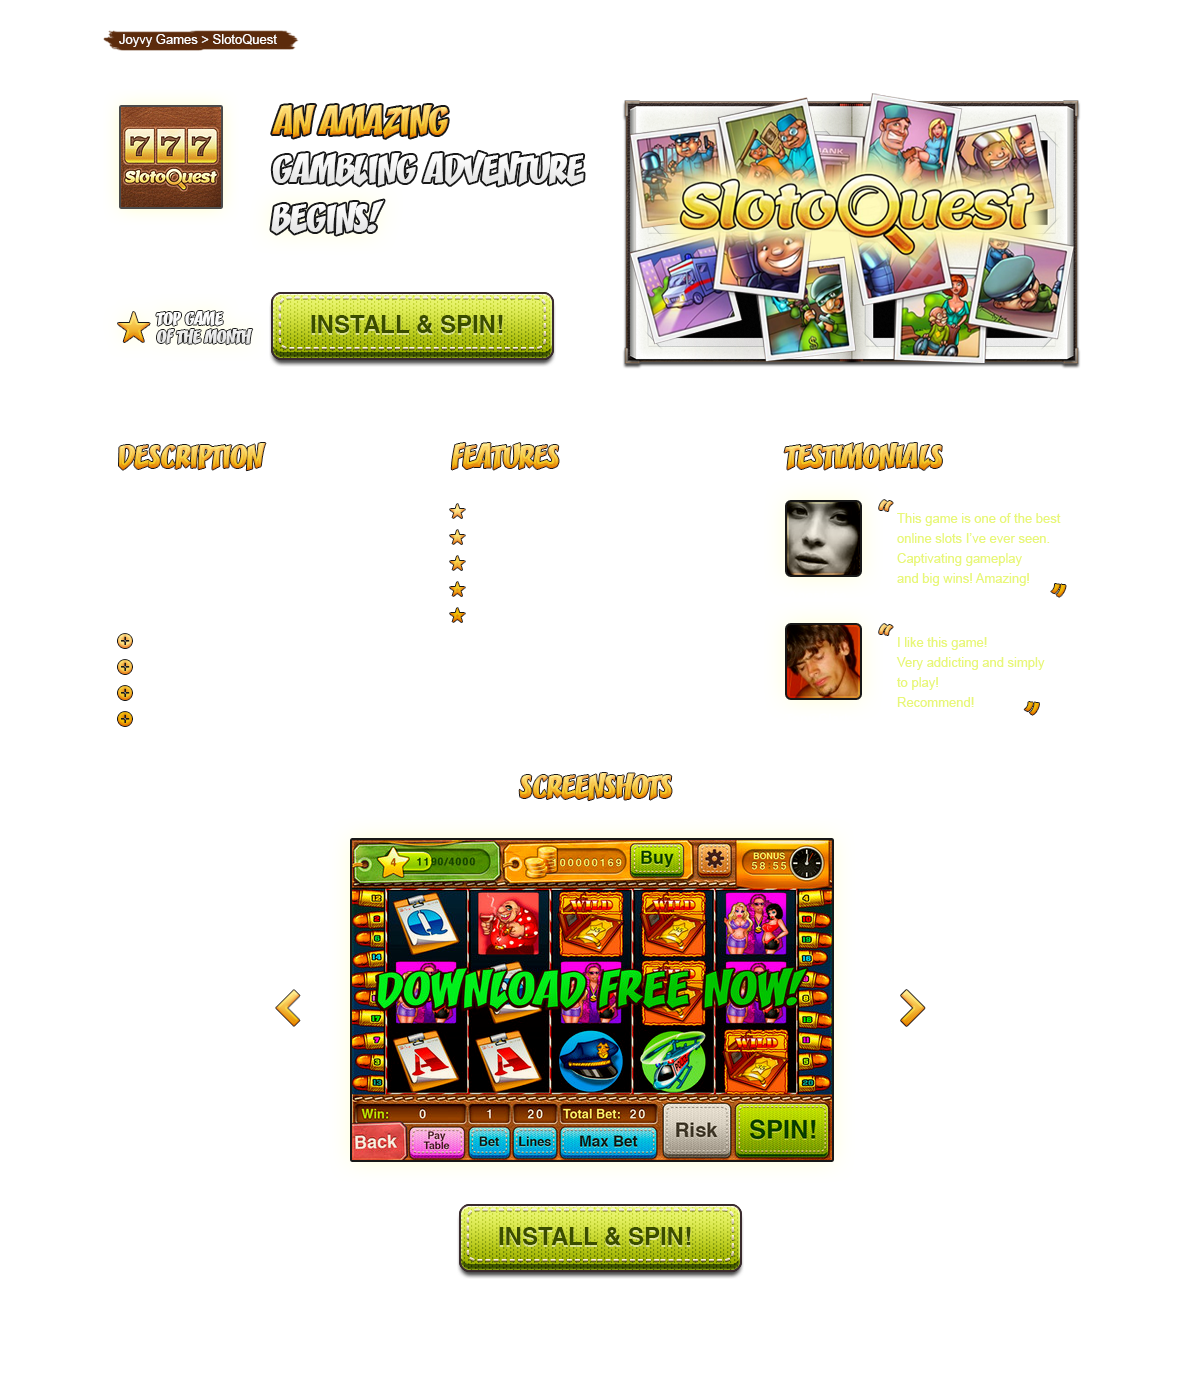 Joyvy Games > SlotoQuest
777
SlotoQuest
AN AMAZING
GAMBLING ADVENTURE
BEGINS!
BANK
SlotoQuest
TOP GAME
OF THE MONTH
INSTALL & SPIN!
DESCRIPTION
FEATURES
TESTIMONIALS
“
This game is one of the best
online slots I've ever seen.
Captivating gameplay
and big wins! Amazing!
”
“
I like this game!
Very addicting and simply
to play!
Recommend!
”
SCREENSHOTS
4 1190/4000
100000169
Buy
BONUS
58 55
Q WILD WILD
DOWNLOAD FREE NOW!
A A WILD
Win: 0 1 20 Total Bet: 20
Back
Pay
Table
Bet
Lines
Max Bet
Risk
SPIN!
INSTALL & SPIN!